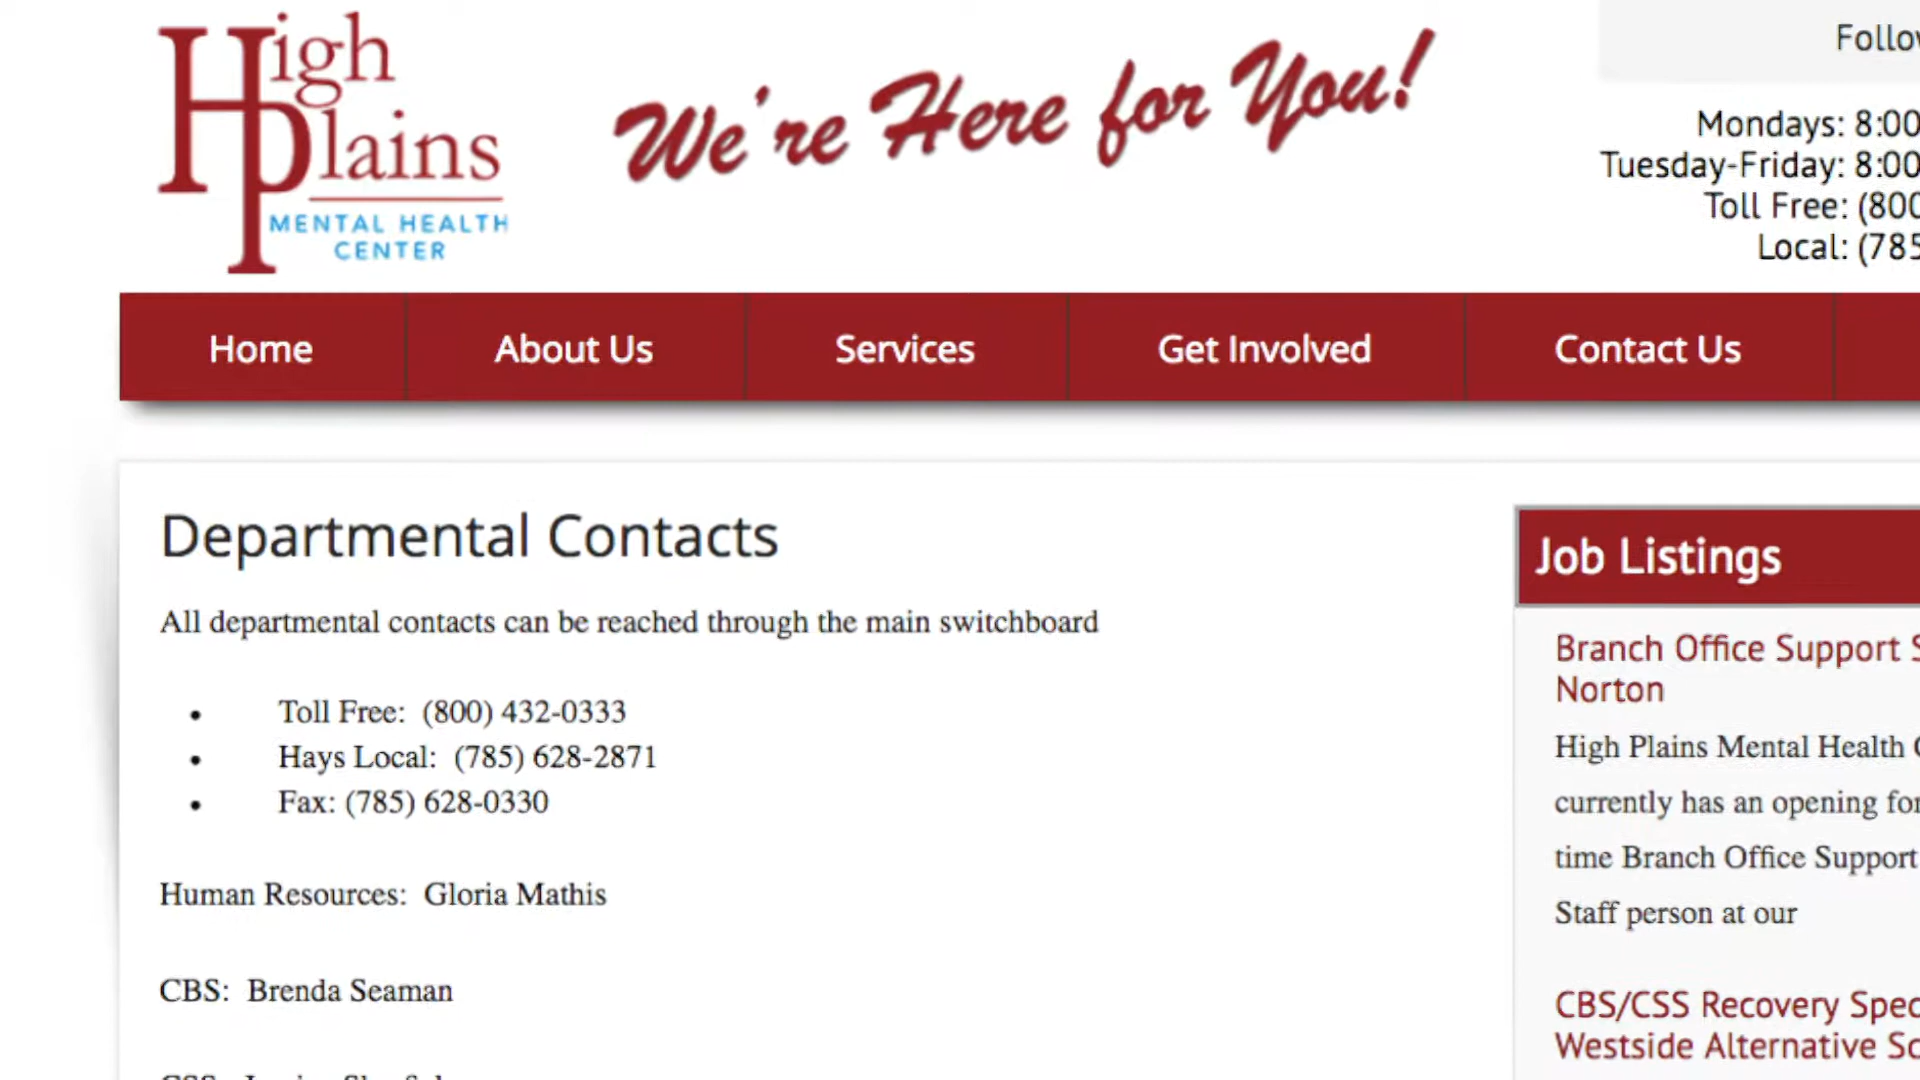 High
Plains
MENTAL HEALTH
CENTER
We're Here for You!
Mondays: 8:00
Tuesday-Friday: 8:00
Toll Free: (800
Local: (785
Home
About Us
Services
Get Involved
Contact Us
Departmental Contacts
All departmental contacts can be reached through the main switchboard
• Toll Free: (800) 432-0333
• Hays Local: (785) 628-2871
• Fax: (785) 628-0330
Human Resources: Gloria Mathis
CBS: Brenda Seaman
Job Listings
Branch Office Support
Norton
High Plains Mental Health
currently has an opening for
time Branch Office Support
Staff person at our
CBS/CSS Recovery
Westside Alternative